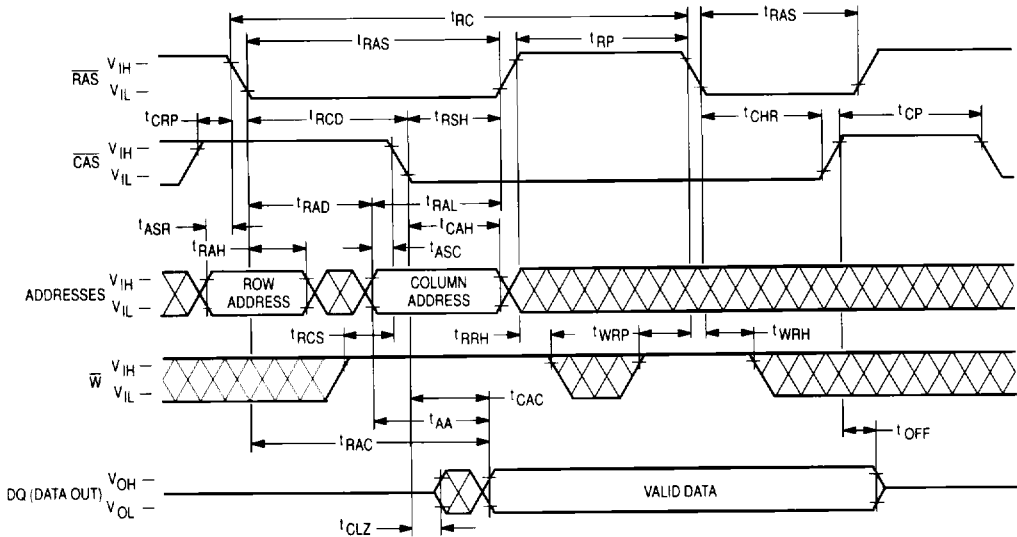 tRC
tRAS
tRAS
tRP
RAS
VIH
VIL
tCRP
tRCD
tRSH
tCHR
tCP
CAS
VIH
VIL
tRAD
tRAL
tASR
tCAH
tRAH
tASC
ADDRESSES
VIH
VIL
ROW
ADDRESS
COLUMN
ADDRESS
tRCS
tRRH
tWRP
tWRH
W
VIH
VIL
tCAC
tAA
tOFF
tRAC
DQ (DATA OUT)
VOH
VOL
VALID DATA
tCLZ